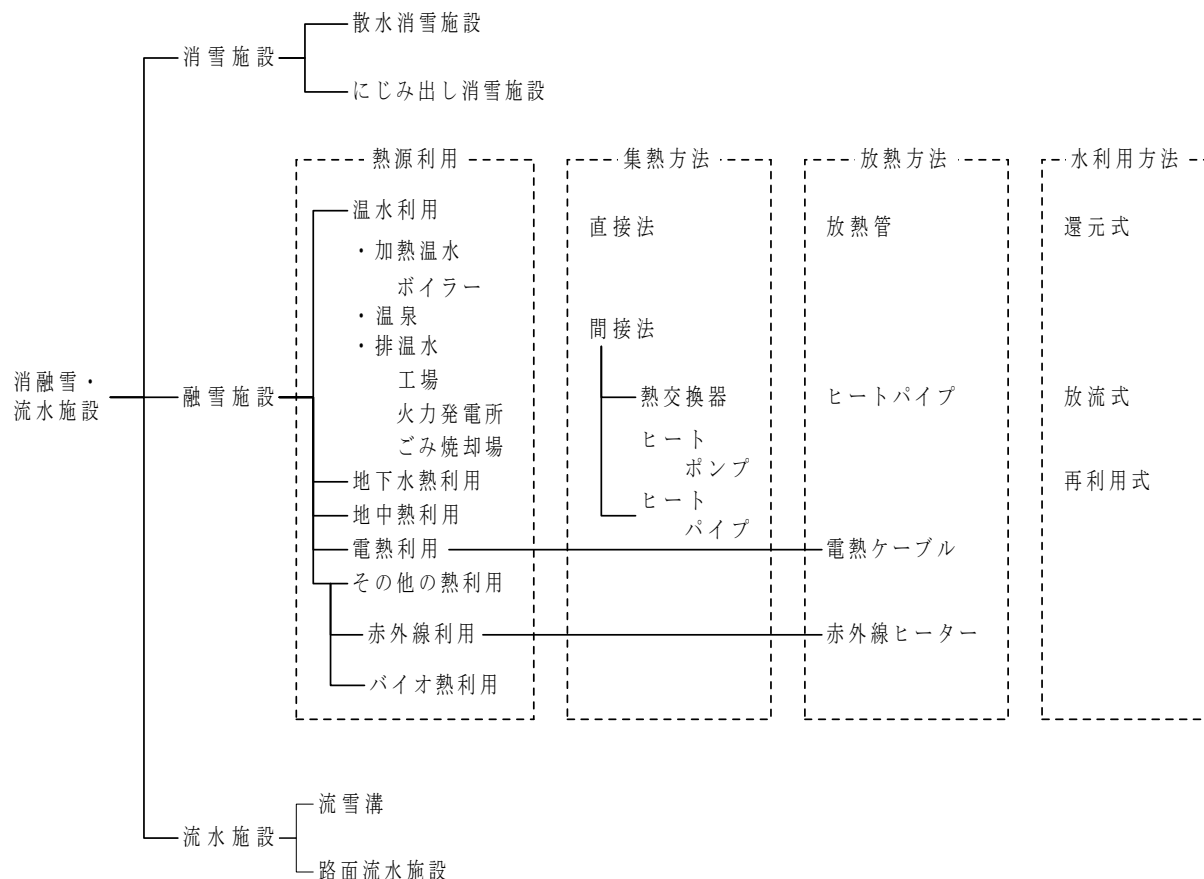 消融雪・
流水施設
消雪施設
散水消雪施設
にじみ出し消雪施設
融雪施設
熱源利用
温水利用
・加熱温水
ボイラー
・温泉
・排温水
工場
火力発電所
ごみ焼却場
地下水熱利用
地中熱利用
電熱利用
その他の熱利用
赤外線利用
バイオ熱利用
集熱方法
直接法
間接法
熱交換器
ヒート
ポンプ
ヒート
パイプ
放熱方法
放熱管
ヒートパイプ
電熱ケーブル
赤外線ヒーター
水利用方法
還元式
放流式
再利用式
流水施設
流雪溝
路面流水施設